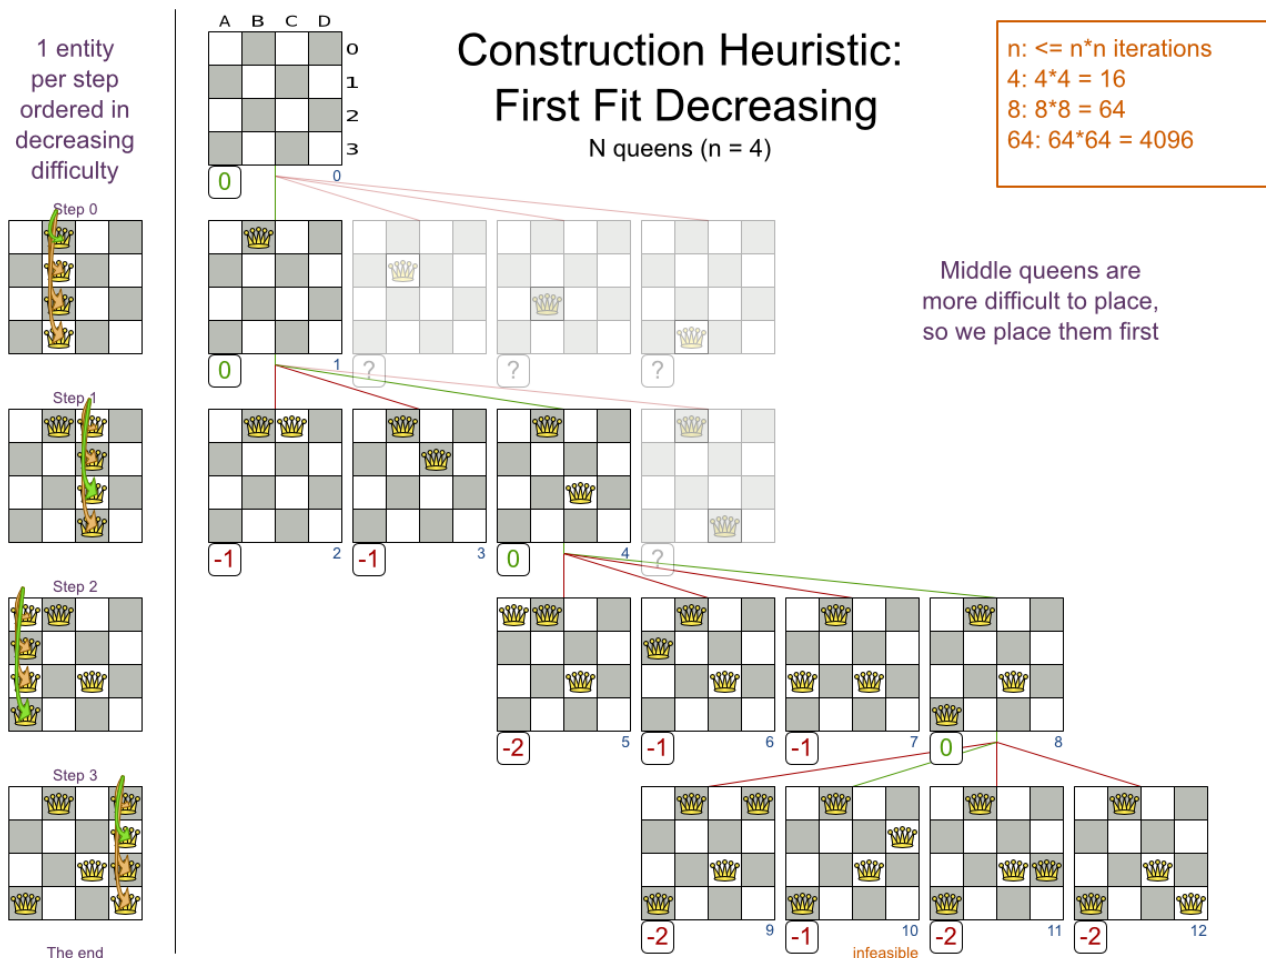 A B C D
1 entity
per step
ordered in
decreasing
difficulty
0
1
2
3
Construction Heuristic:
First Fit Decreasing
N queens (n = 4)
n: <= n*n iterations
4: 4*4 = 16
8: 8*8 = 64
64: 64*64 = 4096
0 0
Step 0
Middle queens are
more difficult to place,
so we place them first
0 1 ? ? ?
Step 1
-1 2 -1 3 0 4 ?
Step 2
-2 5 -1 6 -1 7 0 8
Step 3
-2 9 -1 10 -2 11 -2 12
The end
infeasible